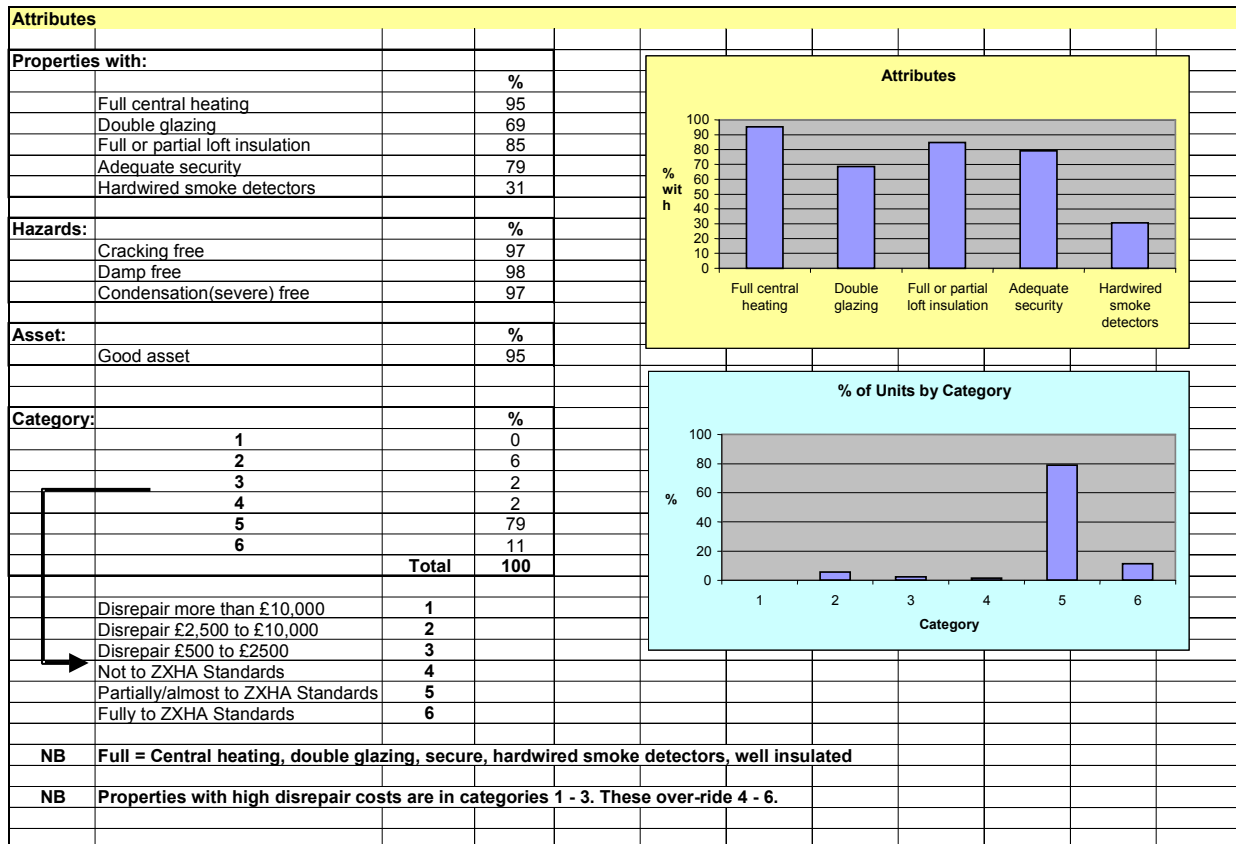 Attributes
Properties with:
%
Full central heating 95
Double glazing 69
Full or partial loft insulation 85
Adequate security 79
Hardwired smoke detectors 31
Hazards: %
Cracking free 97
Damp free 98
Condensation(severe) free 97
Asset: %
Good asset 95
Category: %
1 0
2 6
3 2
4 2
5 79
6 11
Total 100
Disrepair more than £10,000 1
Disrepair £2,500 to £10,000 2
Disrepair £500 to £2500 3
Not to ZXHA Standards 4
Partially/almost to ZXHA Standards 5
Fully to ZXHA Standards 6
NB Full = Central heating, double glazing, secure, hardwired smoke detectors, well insulated
NB Properties with high disrepair costs are in categories 1 - 3. These over-ride 4 - 6.
Attributes
100
90
80
70
60
50
40
30
20
10
0
%
wit
h
Full central Double Full or partial Adequate Hardwired
heating glazing loft insulation security smoke
detectors
% of Units by Category
100
80
60
40
20
0
%
1 2 3 4 5 6
Category